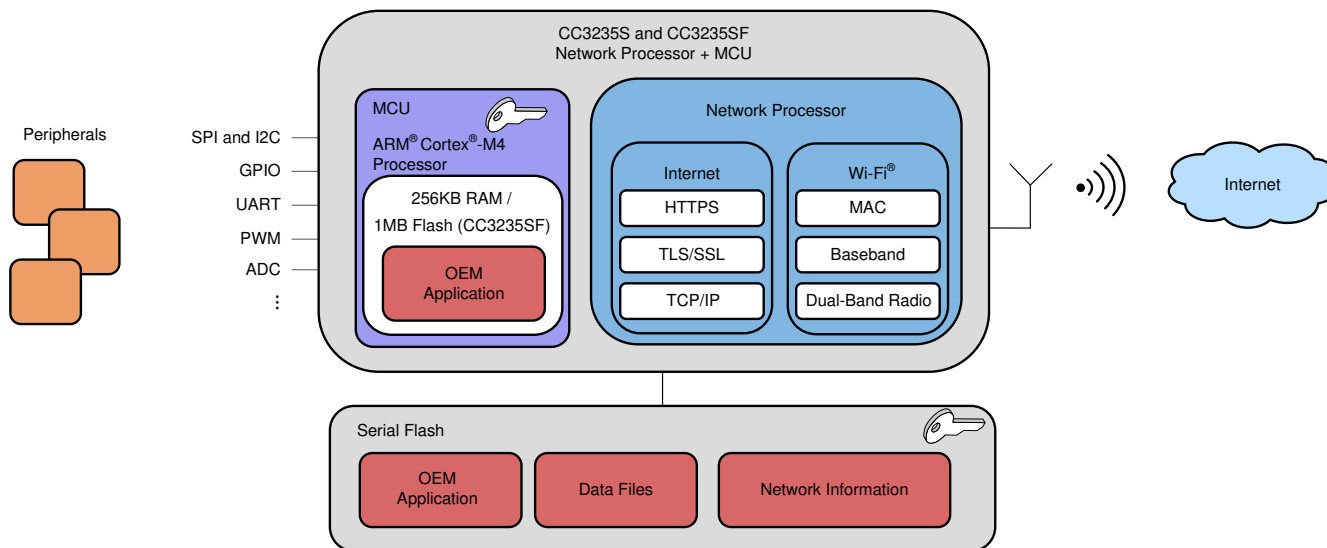 CC3235S and CC3235SF
Network Processor + MCU
Peripherals
SPI and I2C
GPIO
UART
PWM
ADC
⋮
MCU
ARM® Cortex®-M4
Processor
256KB RAM /
1MB Flash (CC3235SF)
OEM
Application
Network Processor
Internet
HTTPS
TLS/SSL
TCP/IP
Wi-Fi®
MAC
Baseband
Dual-Band Radio
Internet
Serial Flash
OEM
Application
Data Files
Network Information